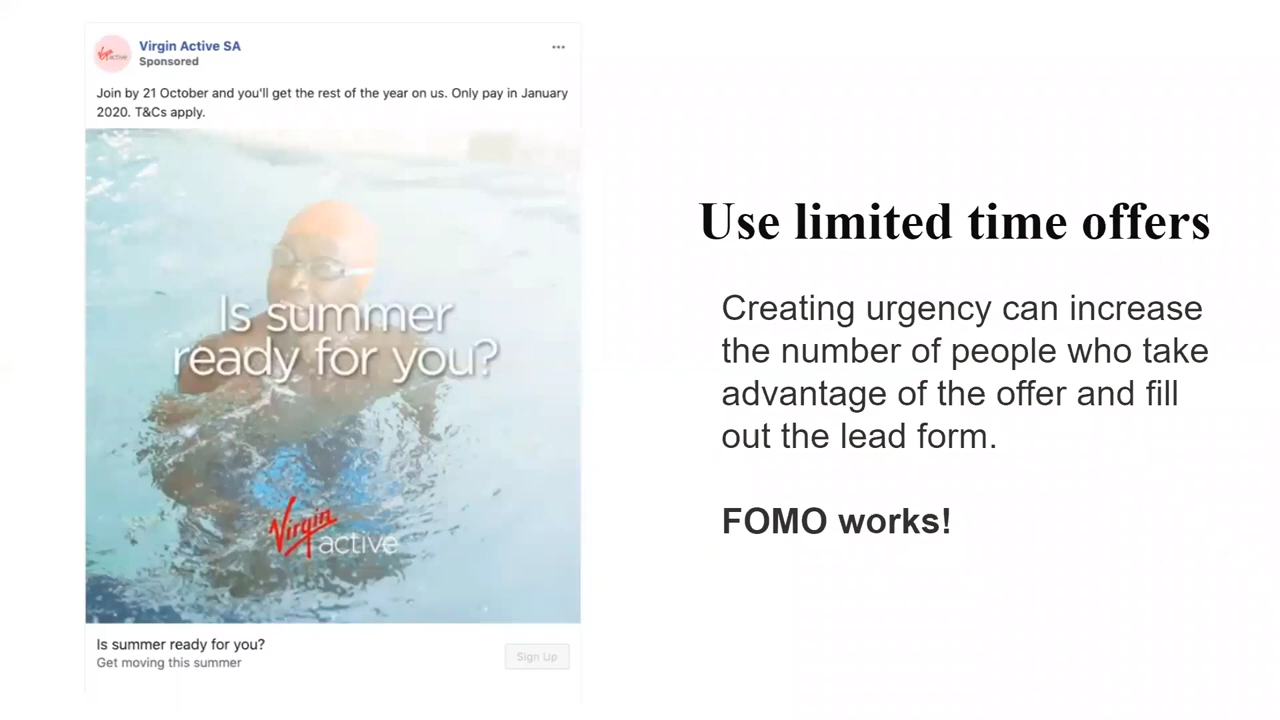 Virgin Active SA
Sponsored
Join by 21 October and you'll get the rest of the year on us. Only pay in January
2020. T&Cs apply.
Is summer
ready for you?
Virgin
active
Is summer ready for you?
Get moving this summer
Sign Up
Use limited time offers
Creating urgency can increase
the number of people who take
advantage of the offer and fill
out the lead form.
FOMO works!